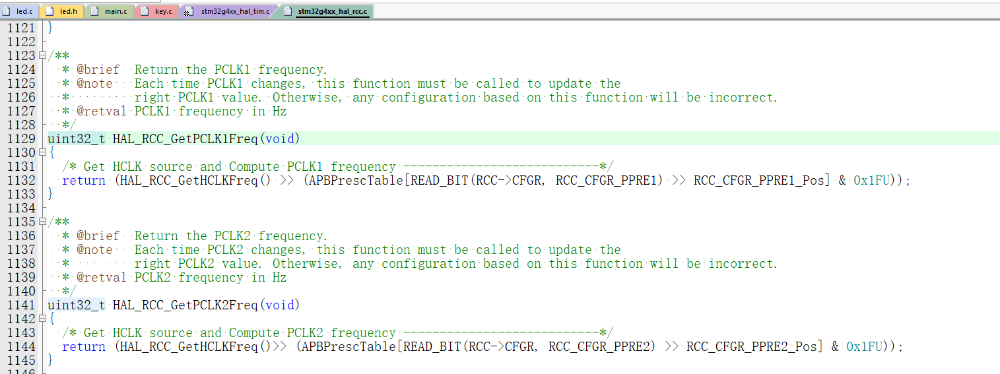 led.c led.h main.c key.c stm32g4xx_hal_tim.c stm32g4xx_hal_rcc.c
1121 }
1122
1123 /**
1124 * @brief Return the PCLK1 frequency.
1125 * @note Each time PCLK1 changes, this function must be called to update the
1126 * right PCLK1 value. Otherwise, any configuration based on this function will be incorrect.
1127 * @retval PCLK1 frequency in Hz
1128 */
1129 uint32_t HAL_RCC_GetPCLK1Freq(void)
1130 {
1131 /* Get HCLK source and Compute PCLK1 frequency ---------------------------*/
1132 return (HAL_RCC_GetHCLKFreq() >> (APBPrescTable[READ_BIT(RCC->CFGR, RCC_CFGR_PPRE1) >> RCC_CFGR_PPRE1_Pos] & 0x1FU));
1133 }
1134
1135 /**
1136 * @brief Return the PCLK2 frequency.
1137 * @note Each time PCLK2 changes, this function must be called to update the
1138 * right PCLK2 value. Otherwise, any configuration based on this function will be incorrect.
1139 * @retval PCLK2 frequency in Hz
1140 */
1141 uint32_t HAL_RCC_GetPCLK2Freq(void)
1142 {
1143 /* Get HCLK source and Compute PCLK2 frequency ---------------------------*/
1144 return (HAL_RCC_GetHCLKFreq()>> (APBPrescTable[READ_BIT(RCC->CFGR, RCC_CFGR_PPRE2) >> RCC_CFGR_PPRE2_Pos] & 0x1FU));
1145 }
1146